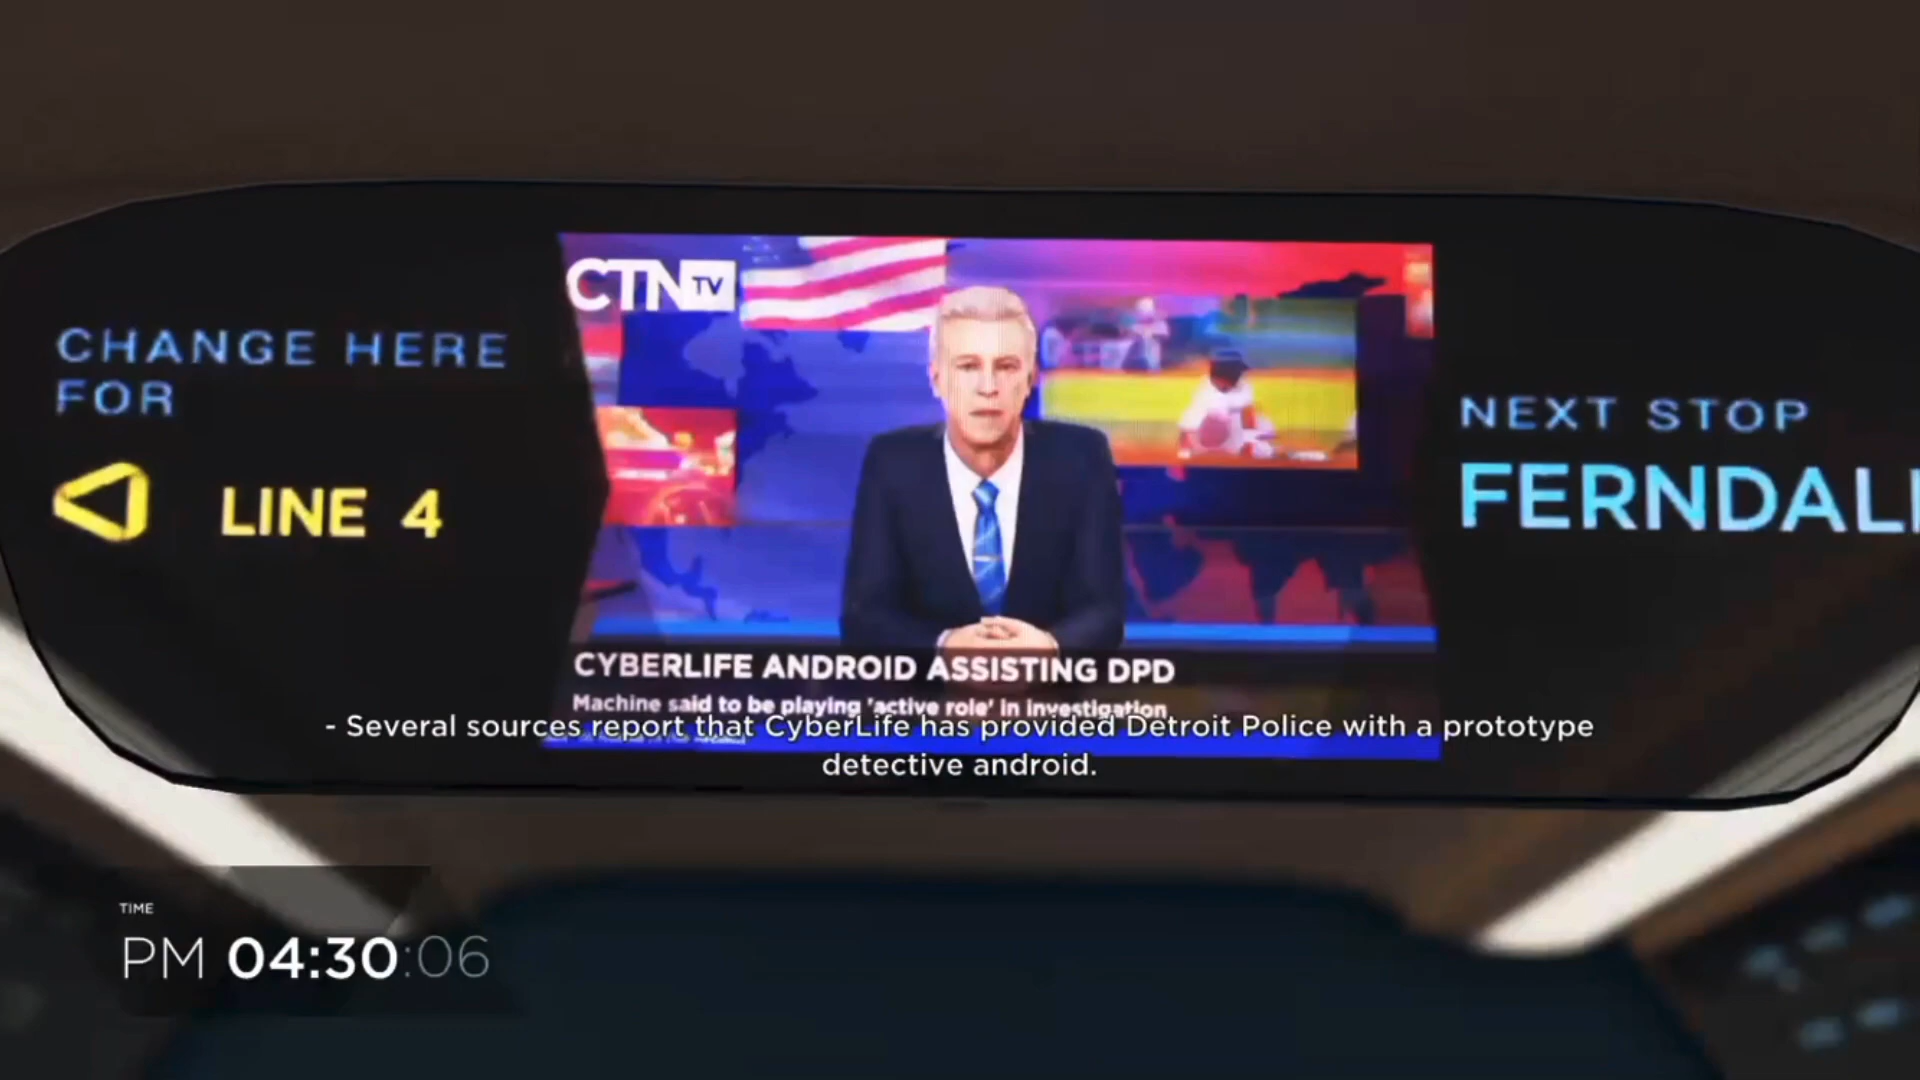 CTN TV
CHANGE HERE
FOR
LINE 4
NEXT STOP
FERNDAL
CYBERLIFE ANDROID ASSISTING DPD
Machine said to be playing 'active role' in investigation
- Several sources report that CyberLife has provided Detroit Police with a prototype
detective android.
TIME
PM 04:30:06